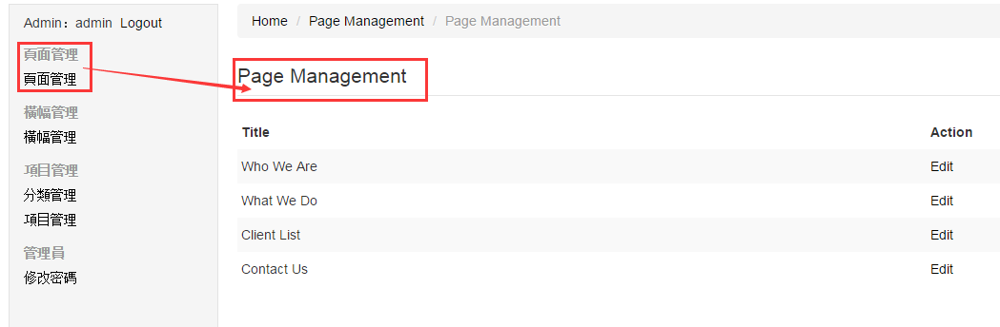 Admin：admin Logout
頁面管理
頁面管理
橫幅管理
橫幅管理
項目管理
分類管理
項目管理
管理員
修改密碼
Home / Page Management / Page Management
Page Management
Title Action
Who We Are Edit
What We Do Edit
Client List Edit
Contact Us Edit